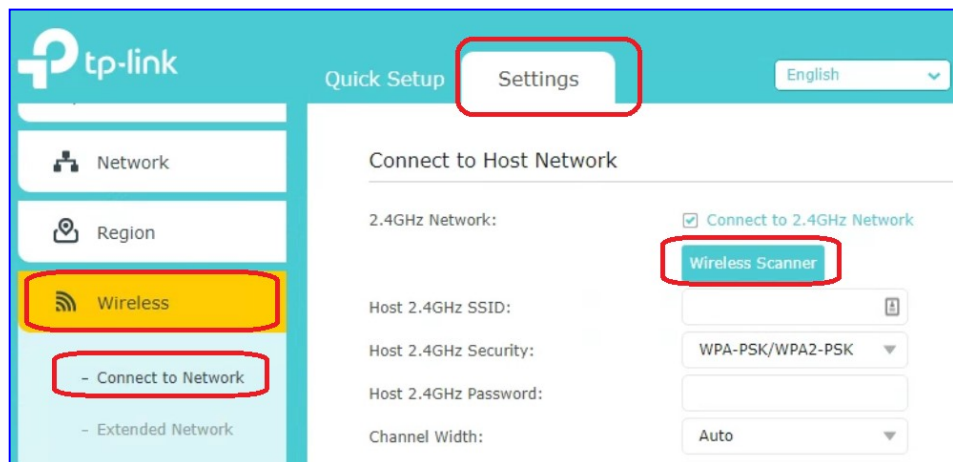 tp-link
Quick Setup
Settings
English
Network
Region
Wireless
- Connect to Network
- Extended Network
Connect to Host Network
2.4GHz Network:
Connect to 2.4GHz Network
Wireless Scanner
Host 2.4GHz SSID:
Host 2.4GHz Security:
WPA-PSK/WPA2-PSK
Host 2.4GHz Password:
Channel Width:
Auto